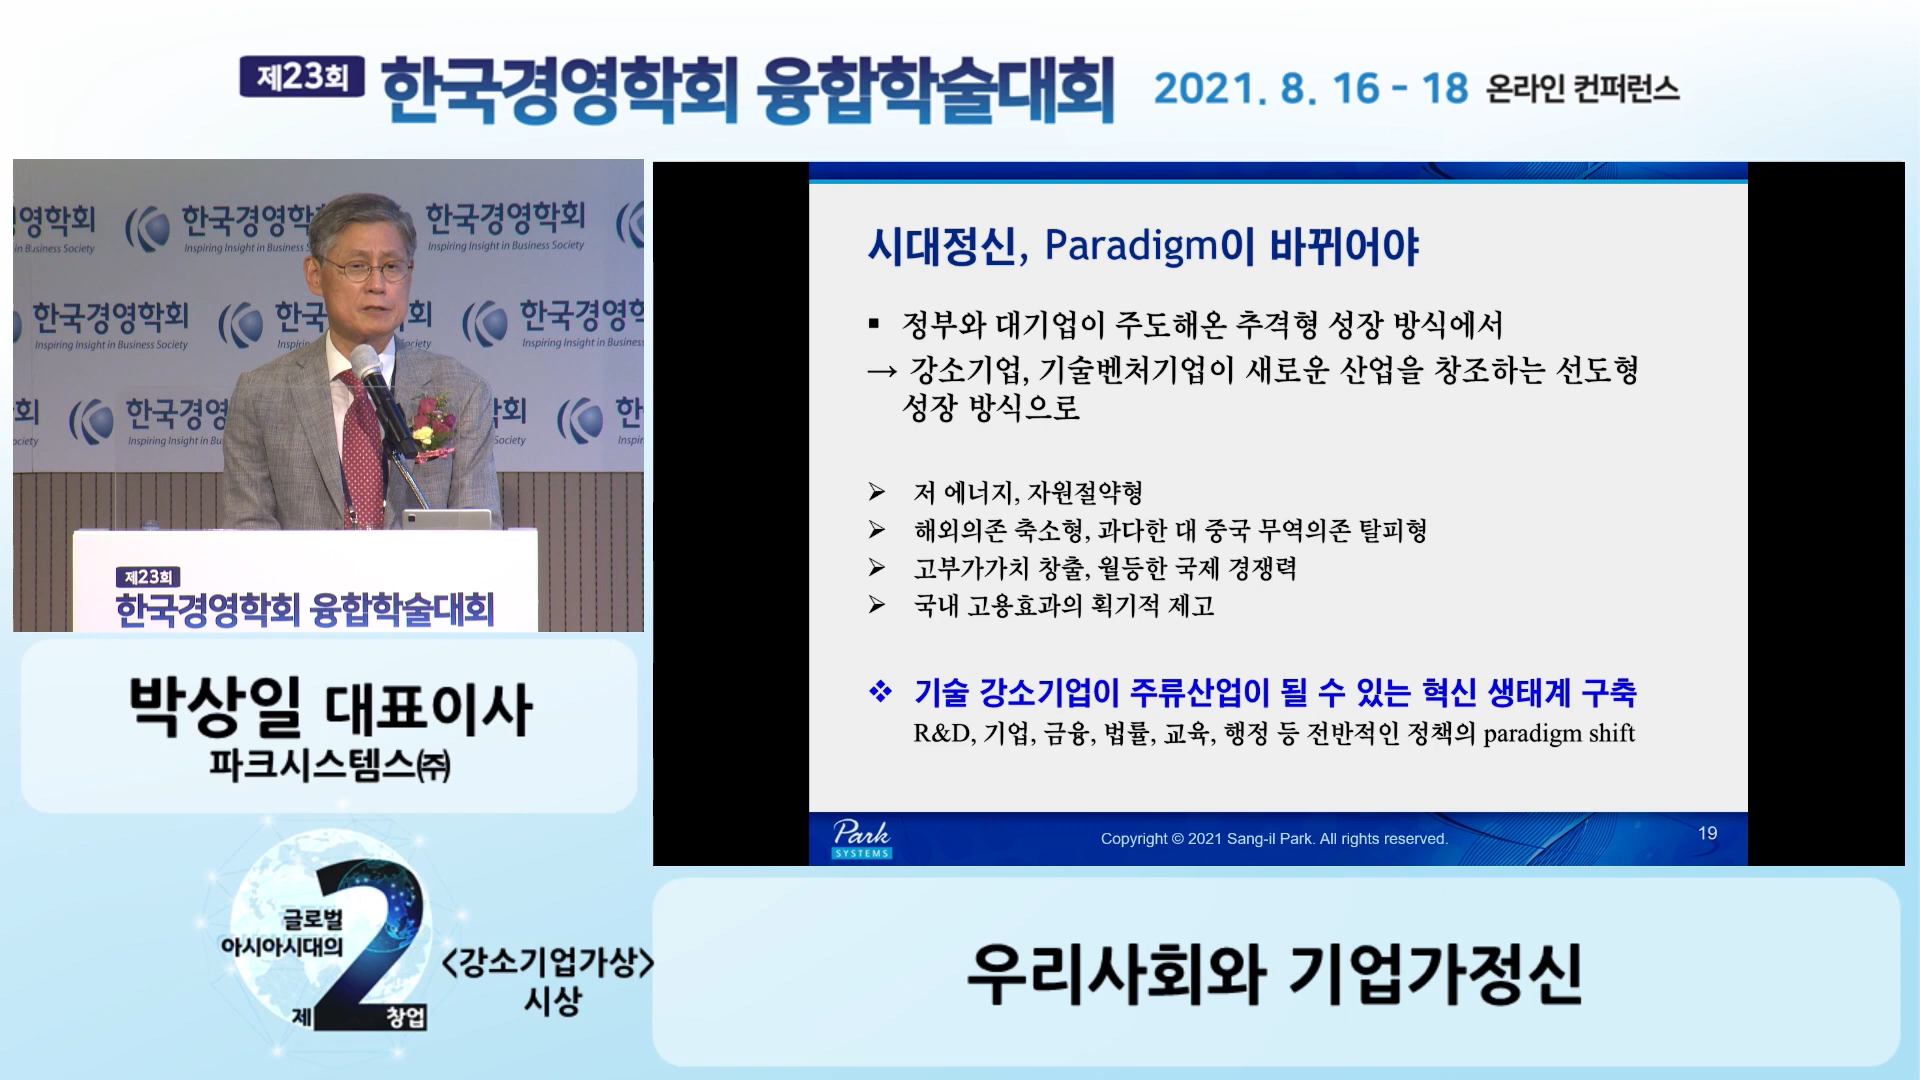 제23회 한국경영학회 융합학술대회 2021. 8. 16 - 18 온라인 컨퍼런스
한국경영학회
Inspiring Insight in Business Society
제23회
한국경영학회 융합학술대회
박상일 대표이사
파크시스템스㈜
글로벌
아시아시대의
제2창업
<강소기업가상>
시상
시대정신, Paradigm이 바뀌어야
▪ 정부와 대기업이 주도해온 추격형 성장 방식에서
→ 강소기업, 기술벤처기업이 새로운 산업을 창조하는 선도형
성장 방식으로
➢ 저 에너지, 자원절약형
➢ 해외의존 축소형, 과다한 대 중국 무역의존 탈피형
➢ 고부가가치 창출, 월등한 국제 경쟁력
➢ 국내 고용효과의 획기적 제고
❖ 기술 강소기업이 주류산업이 될 수 있는 혁신 생태계 구축
R&D, 기업, 금융, 법률, 교육, 행정 등 전반적인 정책의 paradigm shift
Park
SYSTEMS
Copyright © 2021 Sang-il Park. All rights reserved.
19
우리사회와 기업가정신